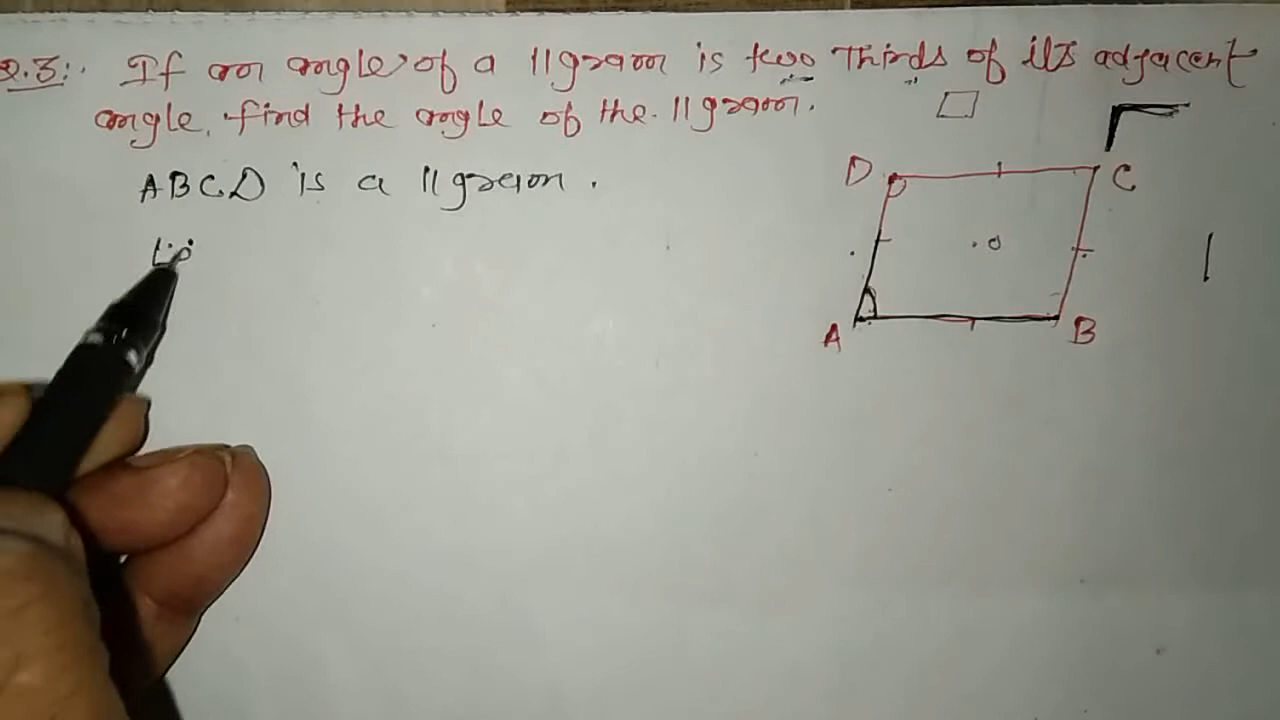 Q.3:. If an angle of a ||gram is two Thirds of its adjacent
angle, find the angle of the ||gram.
ABCD is a ||gram.
D
C
A
B